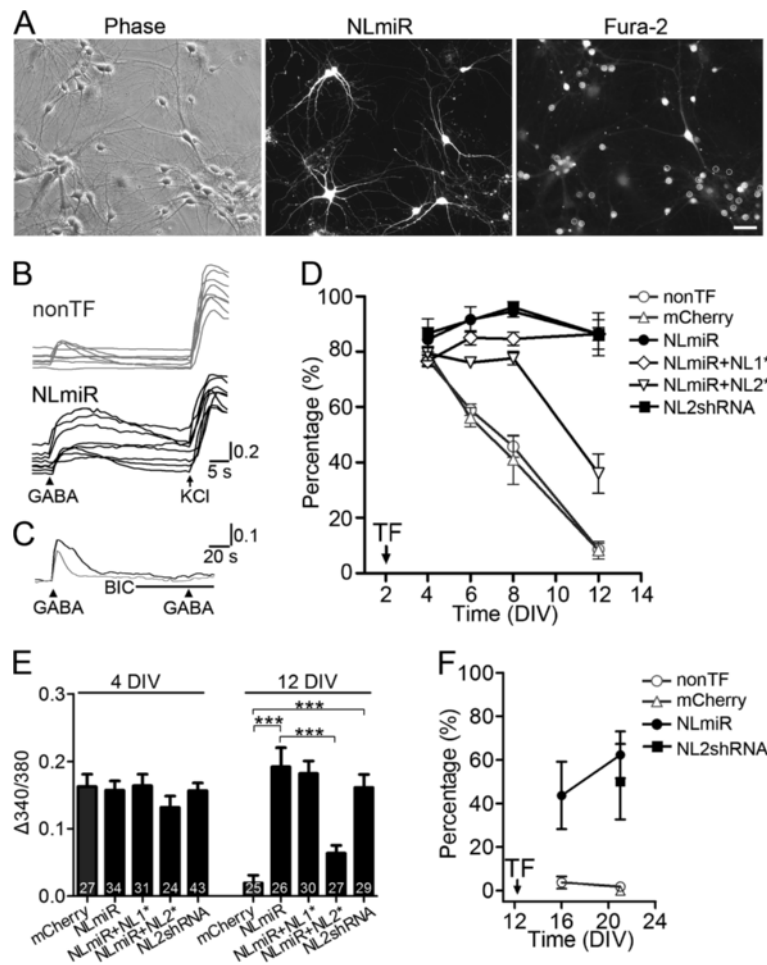 A
Phase
NLmiR
Fura-2
B
nonTF
NLmiR
0.2
5 s
GABA
KCl
C
0.1
20 s
BIC
GABA
GABA
D
Percentage (%)
100
80
60
40
20
0
TF
2 4 6 8 10 12 14
Time (DIV)
nonTF
mCherry
NLmiR
NLmiR+NL1*
NLmiR+NL2*
NL2shRNA
E
4 DIV
12 DIV
***
*** ***
Δ340/380
0.3
0.2
0.1
0.0
27 34 31 24 43 25 26 30 27 29
mCherry
NLmiR
NLmiR+NL1*
NLmiR+NL2*
NL2shRNA
mCherry
NLmiR
NLmiR+NL1*
NLmiR+NL2*
NL2shRNA
F
Percentage (%)
100
80
60
40
20
0
TF
12 16 20 24
Time (DIV)
nonTF
mCherry
NLmiR
NL2shRNA